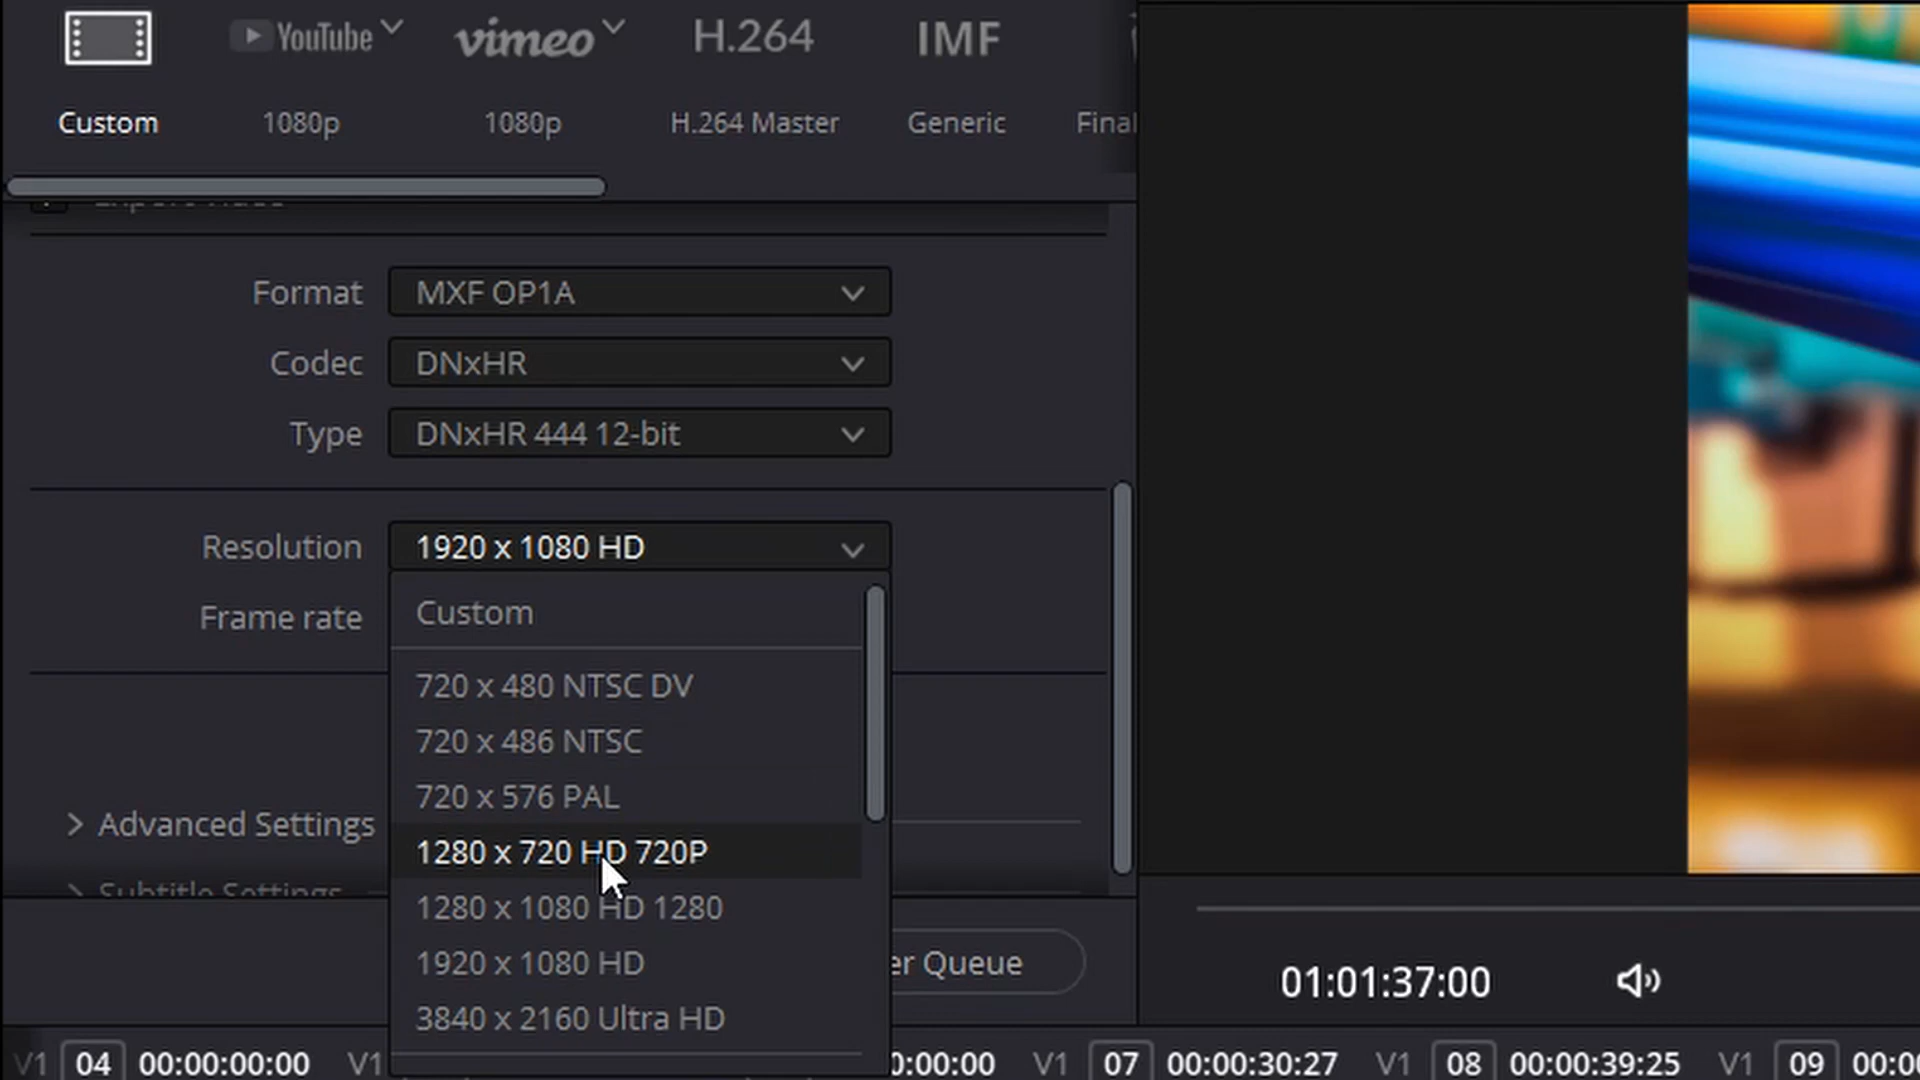 YouTube vimeo H.264 IMF
Custom 1080p 1080p H.264 Master Generic Final
Format MXF OP1A
Codec DNxHR
Type DNxHR 444 12-bit
Resolution 1920 x 1080 HD
Custom
Frame rate
720 x 480 NTSC DV
720 x 486 NTSC
720 x 576 PAL
Advanced Settings
1280 x 720 HD 720P
Subtitle Settings
1280 x 1080 HD 1280
1920 x 1080 HD
er Queue
01:01:37:00
3840 x 2160 Ultra HD
V1 04 00:00:00:00 V1 0:00:00 V1 07 00:00:30:27 V1 08 00:00:39:25 V1 09 00:0